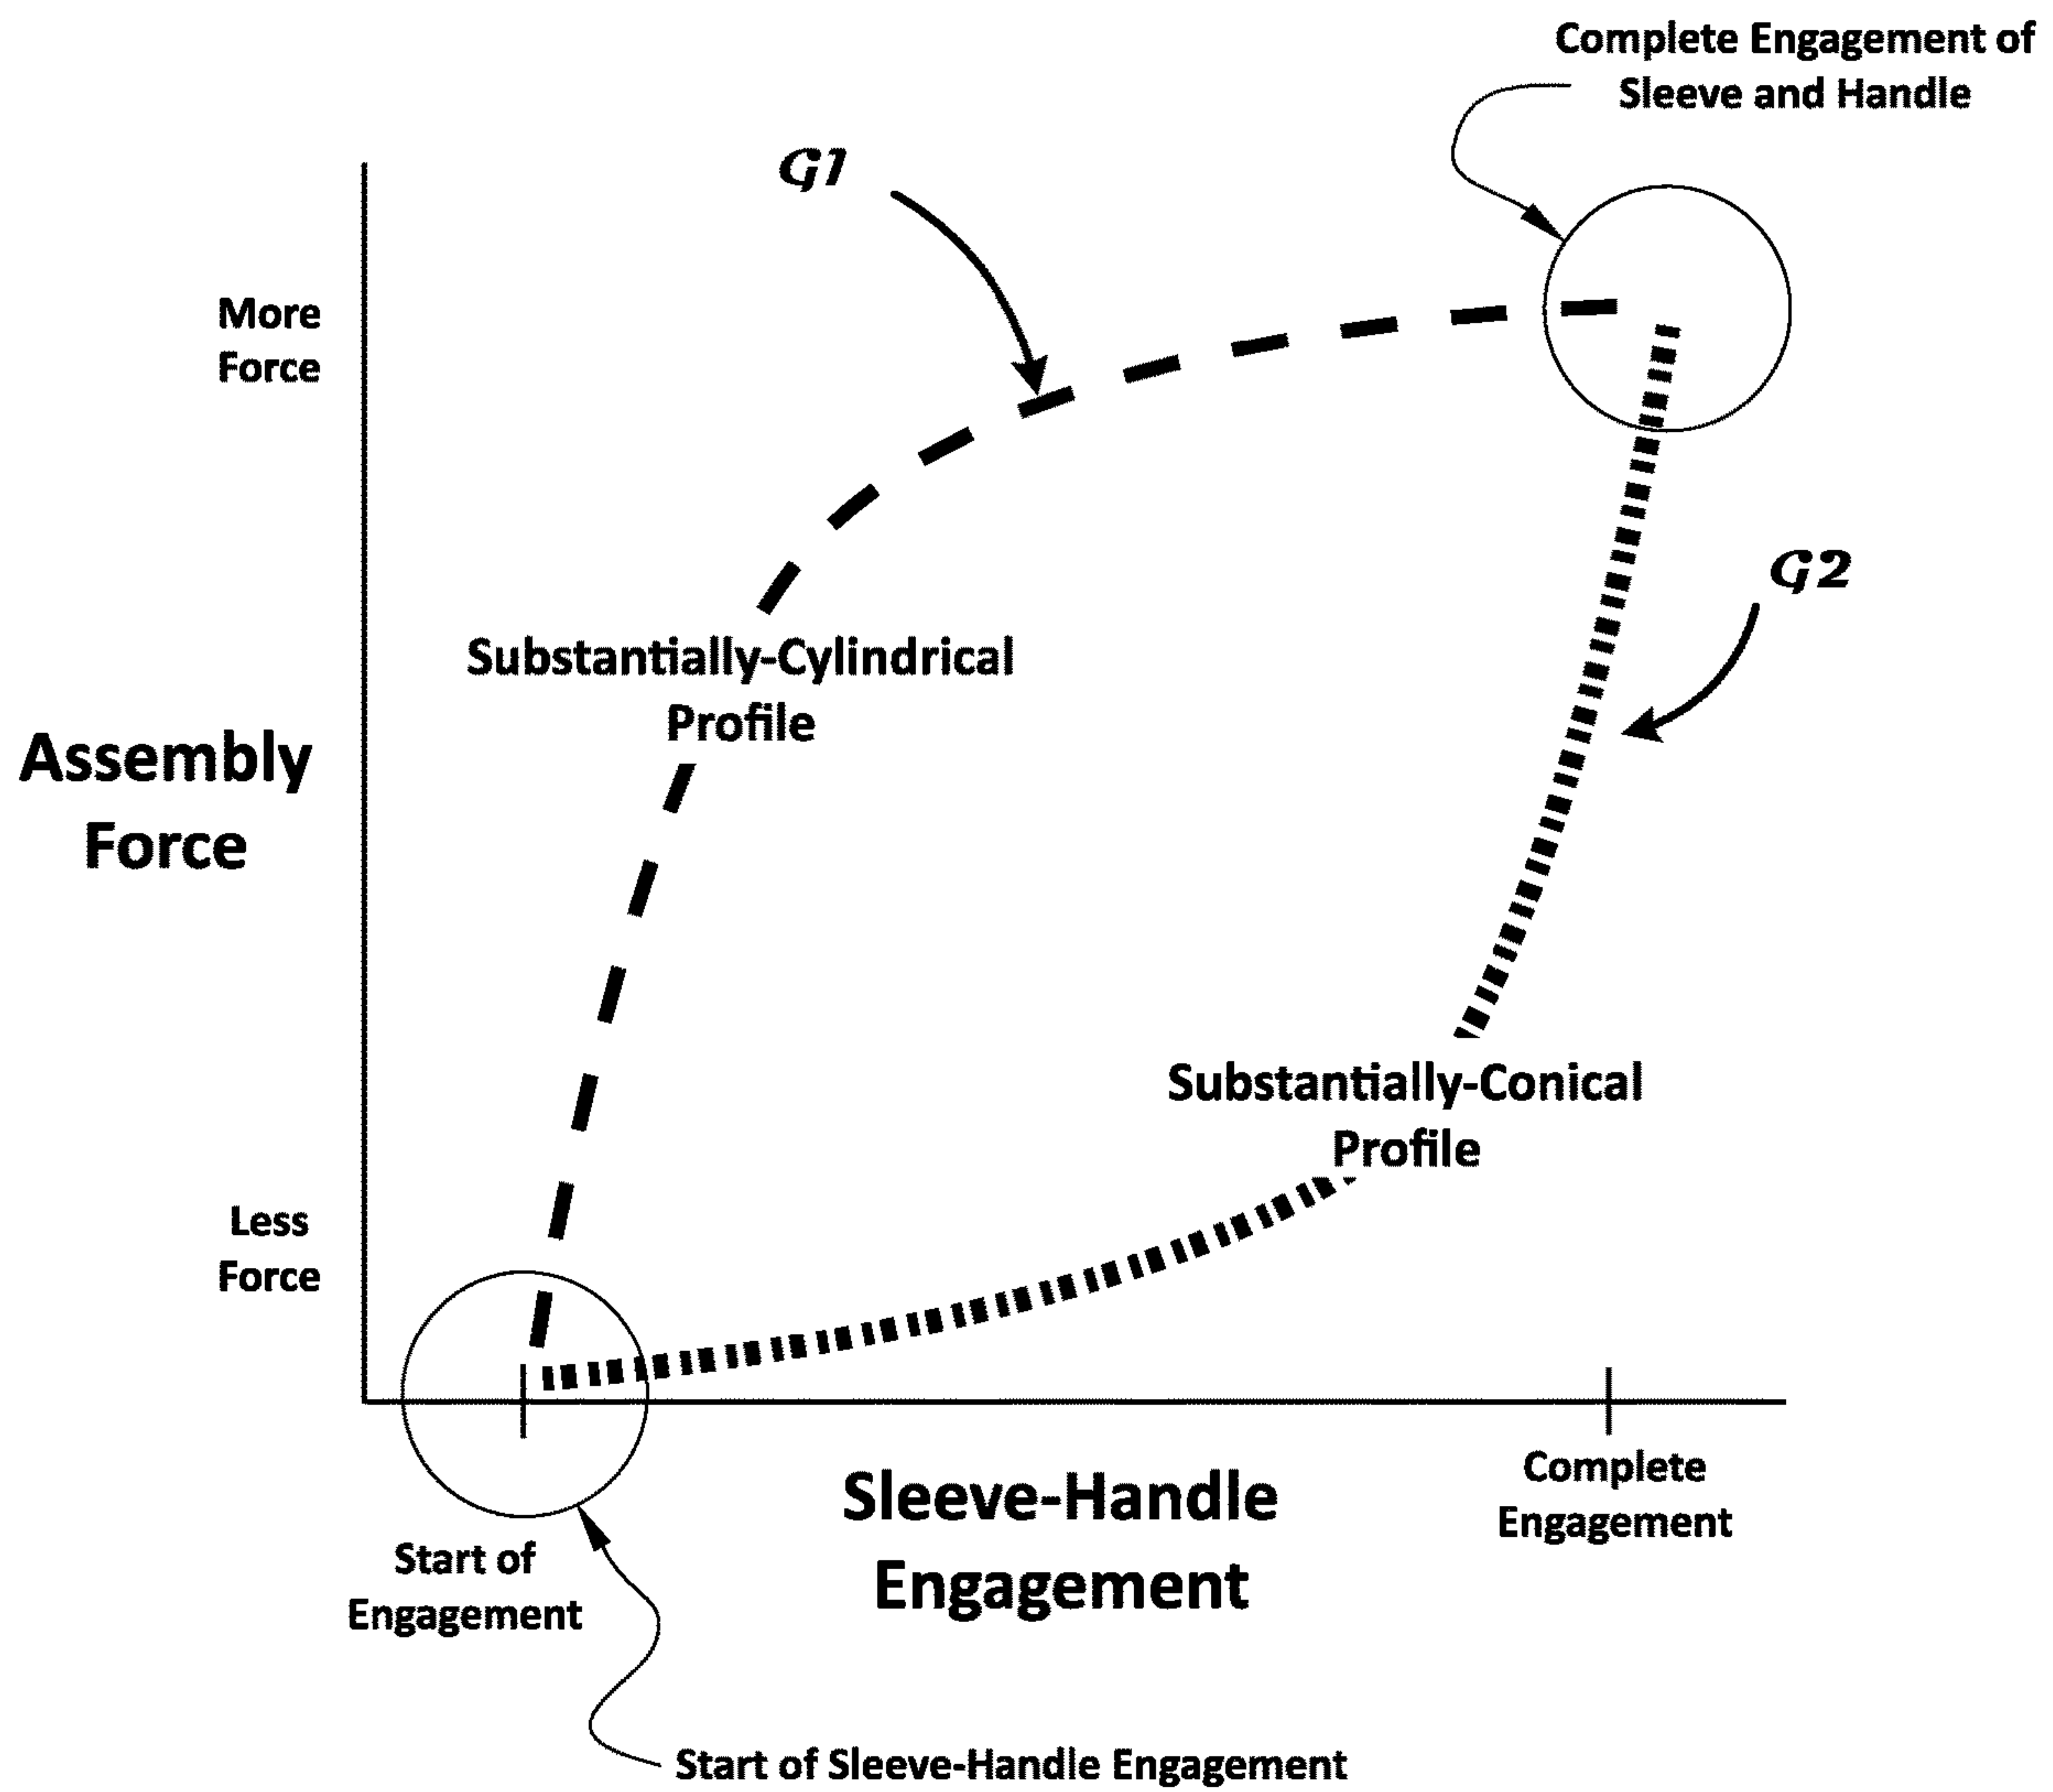 Complete Engagement of
Sleeve and Handle
G1
More
Force
G2
Substantially-Cylindrical
Profile
Assembly
Force
Substantially-Conical
Profile
Less
Force
Complete
Engagement
Sleeve-Handle
Engagement
Start of
Engagement
Start of Sleeve-Handle Engagement